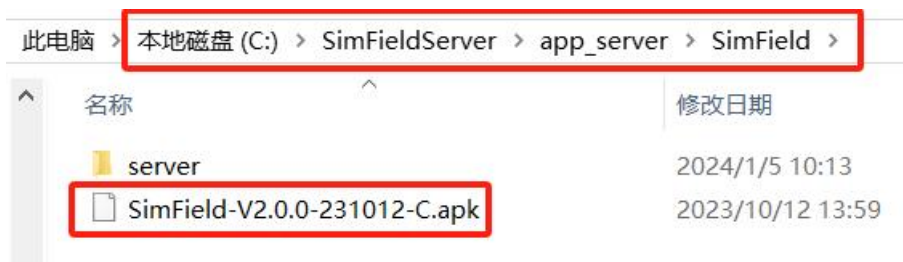 此电脑 > 本地磁盘 (C:) > SimFieldServer > app_server > SimField >
名称 修改日期
server 2024/1/5 10:13
SimField-V2.0.0-231012-C.apk 2023/10/12 13:59